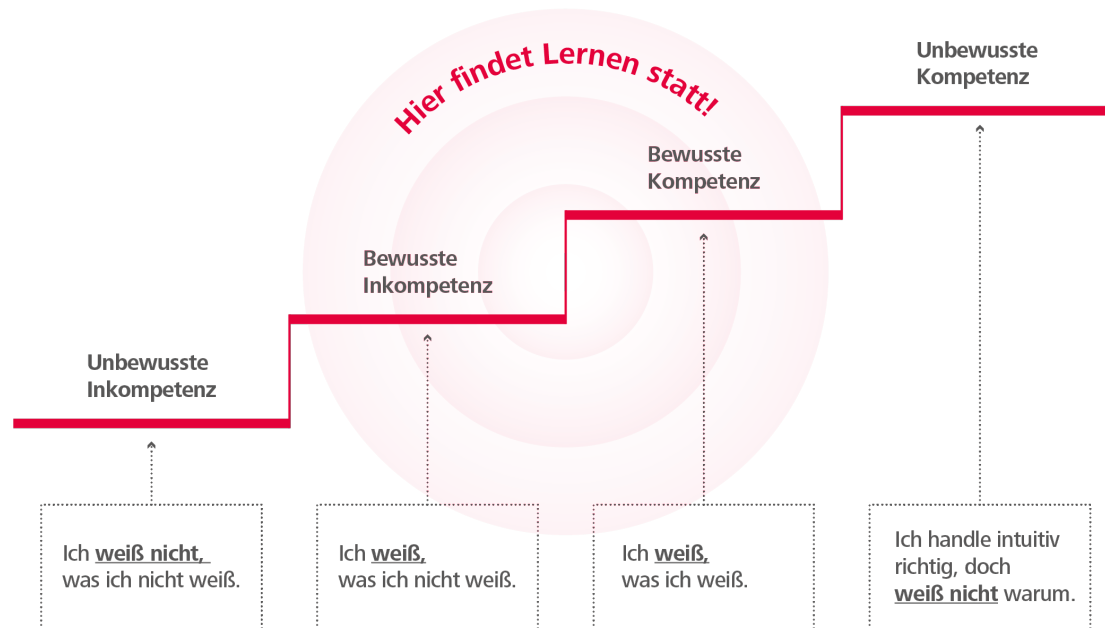 Hier findet Lernen statt!
Unbewusste
Kompetenz
Bewusste
Kompetenz
Bewusste
Inkompetenz
Unbewusste
Inkompetenz
Ich weiß nicht,
was ich nicht weiß.
Ich weiß,
was ich nicht weiß.
Ich weiß,
was ich weiß.
Ich handle intuitiv
richtig, doch
weiß nicht warum.